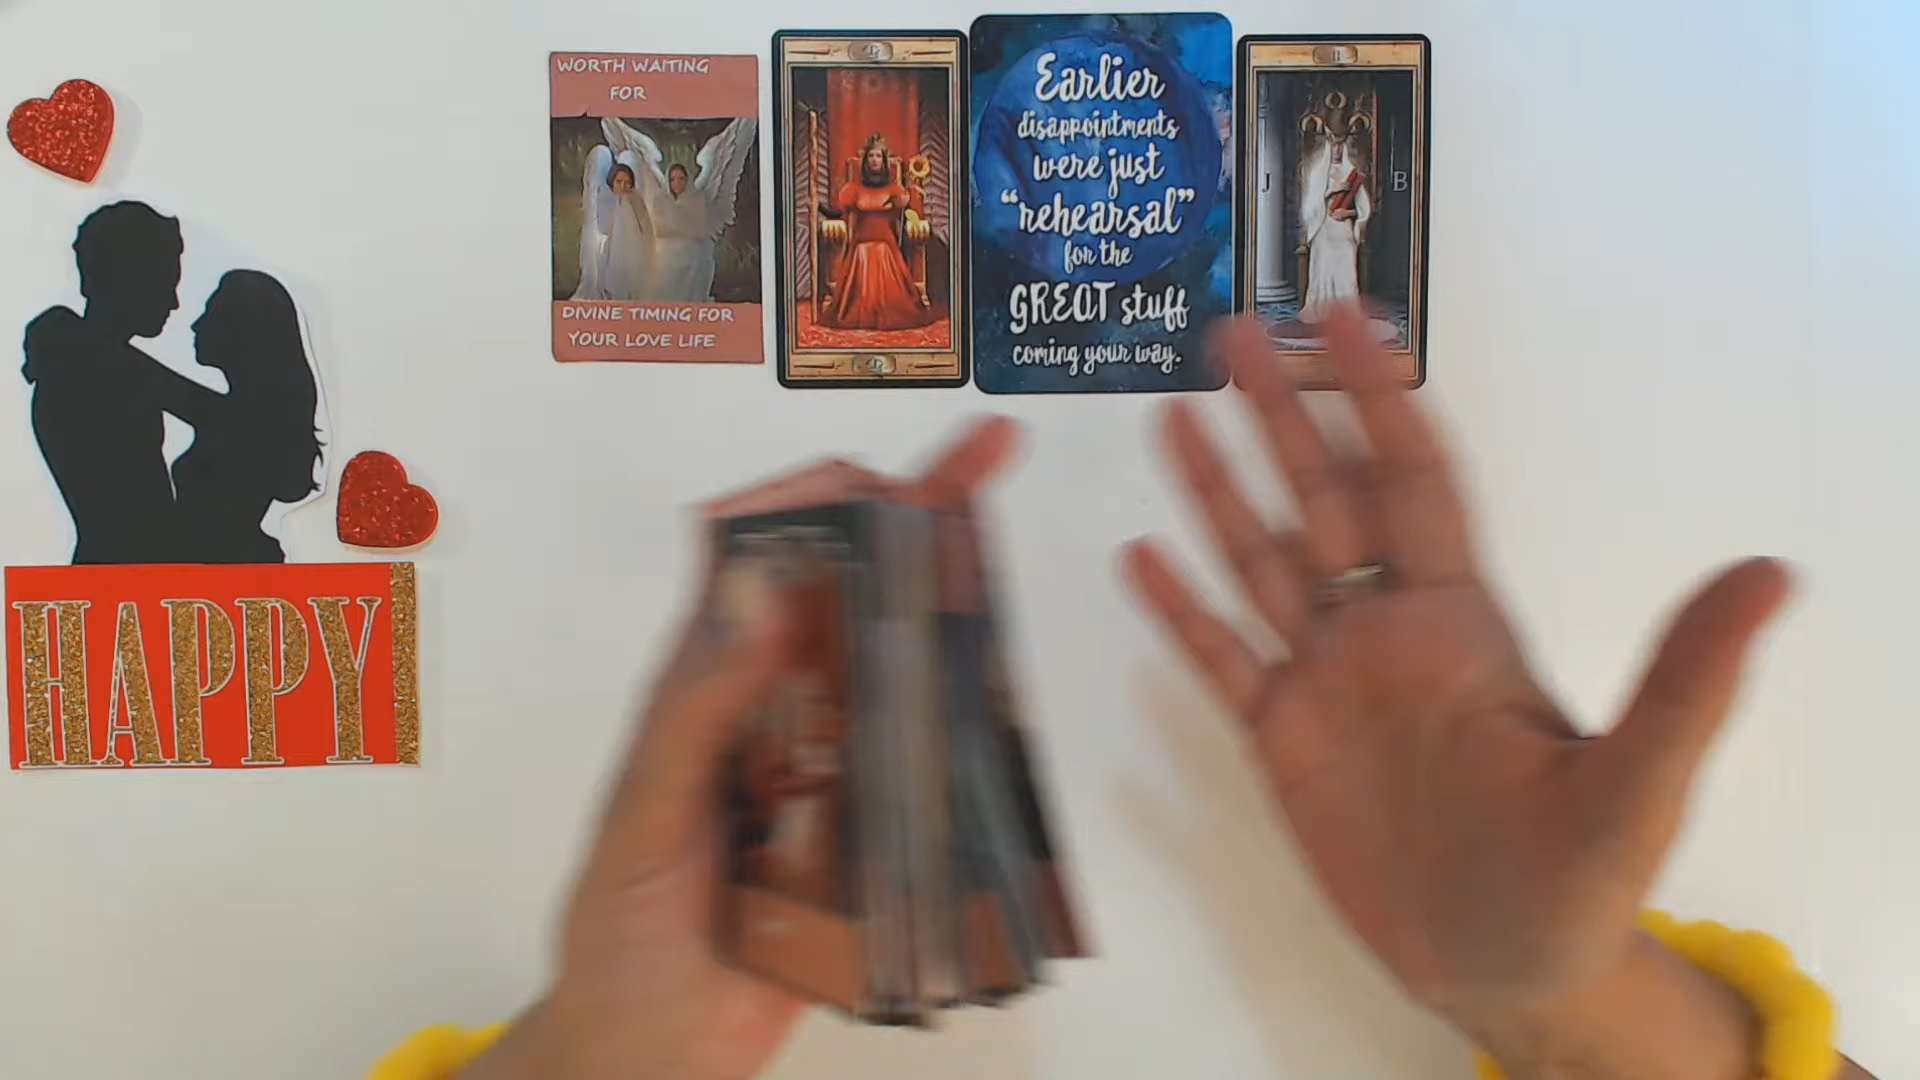 WORTH WAITING
FOR
DIVINE TIMING FOR
YOUR LOVE LIFE
Earlier
disappointments
were just
“rehearsal”
for the
GREAT stuff
coming your way.
II
J
B
HAPPY